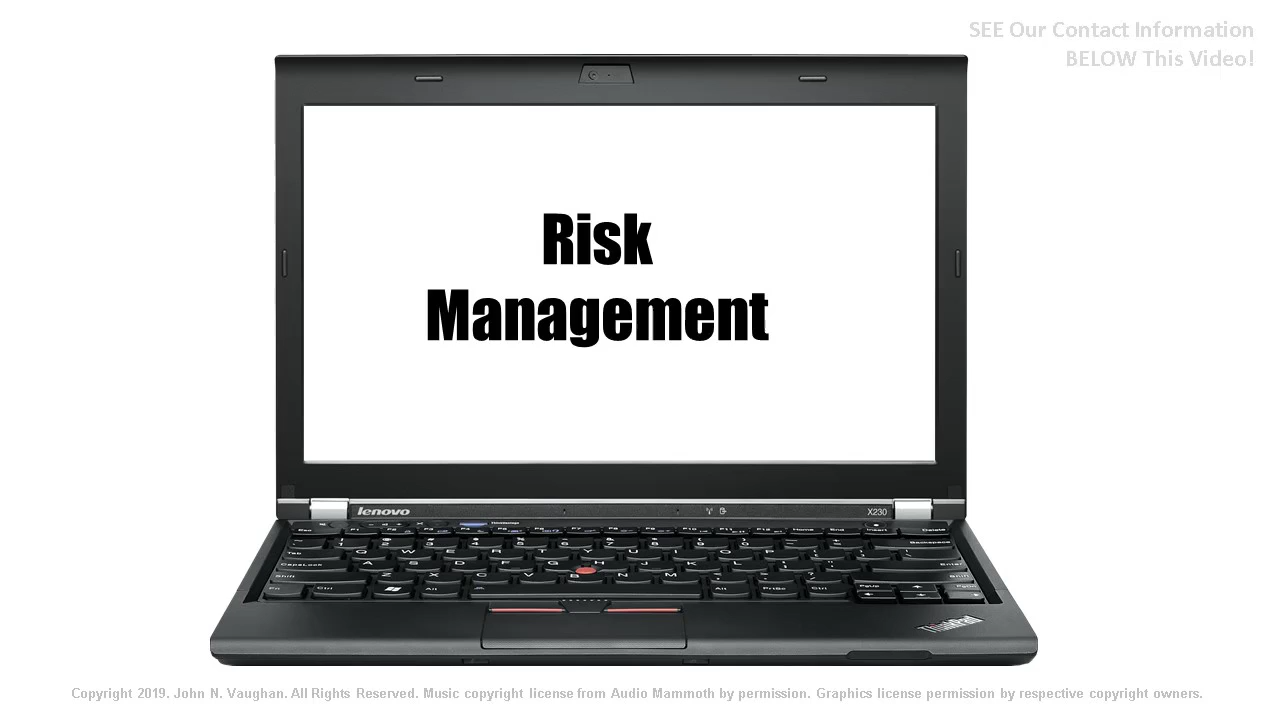 SEE Our Contact Information
BELOW This Video!
Risk
Management
lenovo
X230
ThinkPad
Copyright 2019. John N. Vaughan. All Rights Reserved. Music copyright license from Audio Mammoth by permission. Graphics license permission by respective copyright owners.